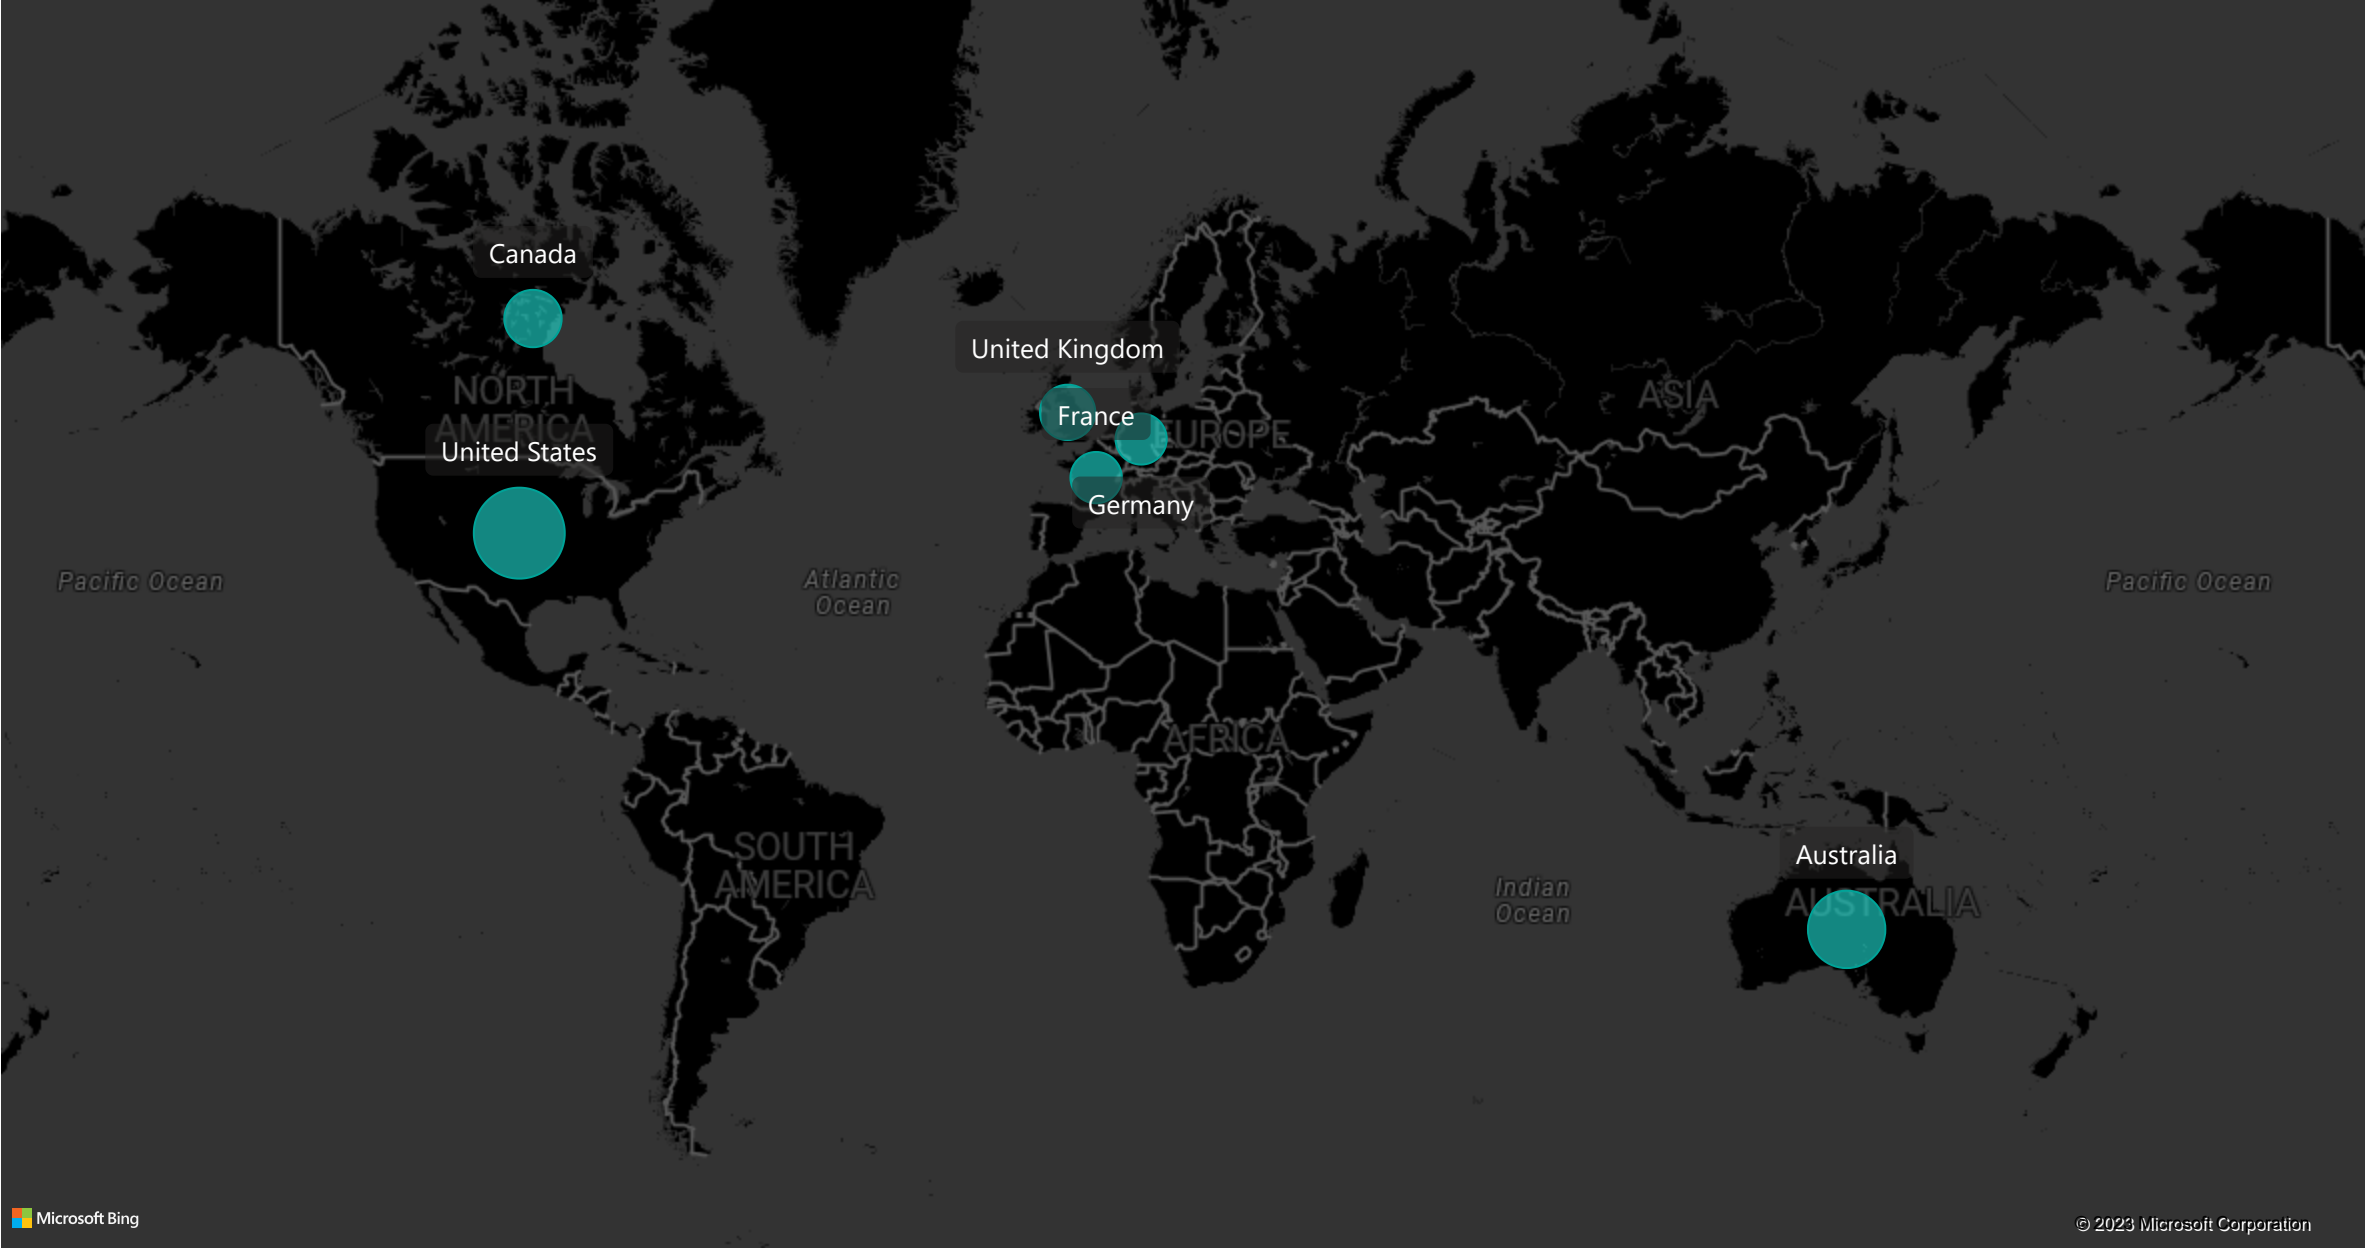 Canada
United Kingdom
NORTH
AMERICA
ASIA
France
EUROPE
United States
Germany
Pacific Ocean
Atlantic
Ocean
Pacific Ocean
AFRICA
SOUTH
AMERICA
Australia
Indian
Ocean
AUSTRALIA
Microsoft Bing
© 2023 Microsoft Corporation